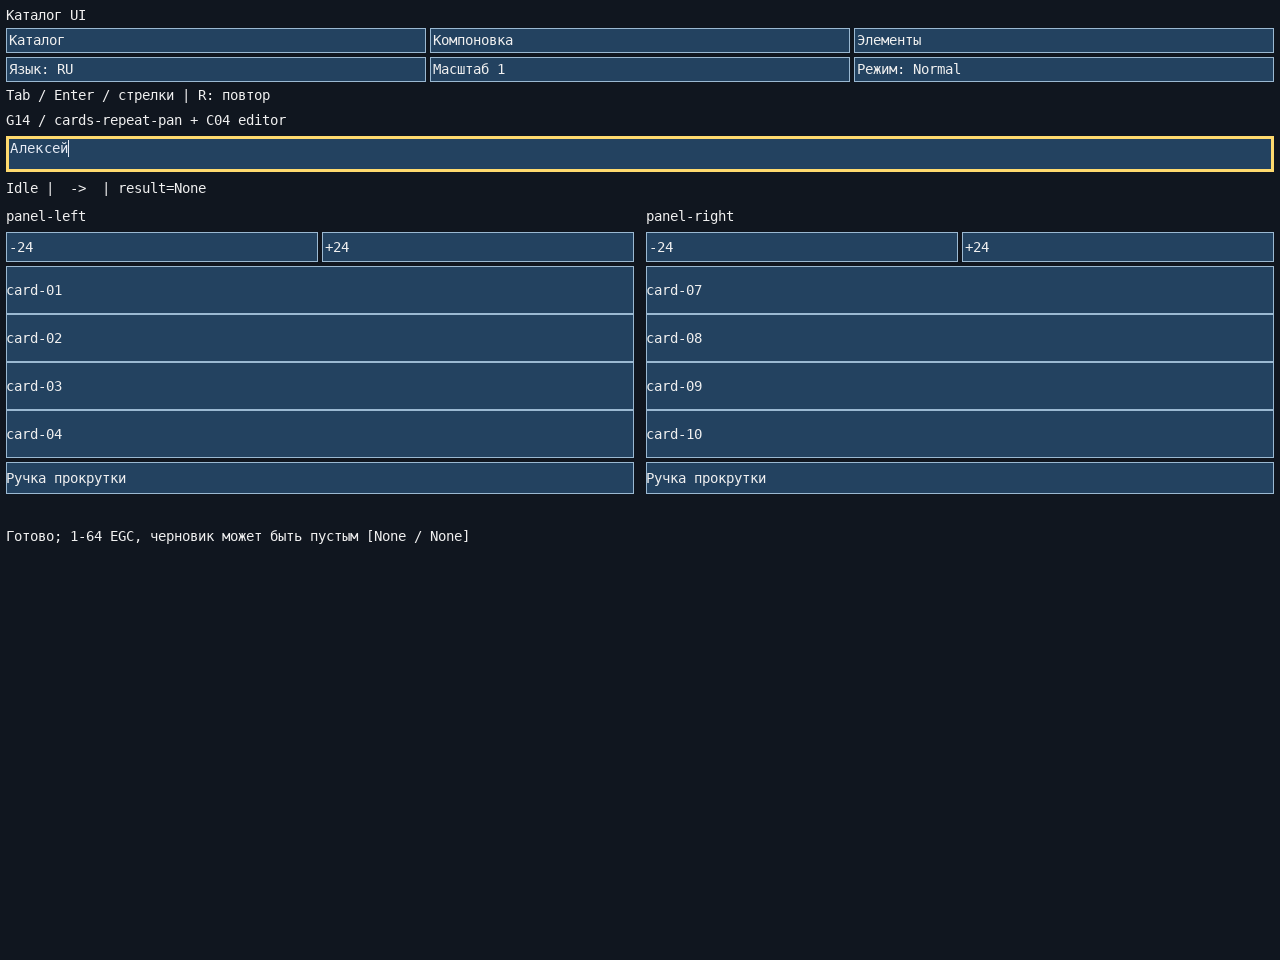 Каталог UI
Каталог
Компоновка
Элементы
Язык: RU
Масштаб 1
Режим: Normal
Tab / Enter / стрелки | R: повтор
G14 / cards-repeat-pan + C04 editor
Алексей
Idle |  ->  | result=None
panel-left
panel-right
-24
+24
-24
+24
card-01
card-07
card-02
card-08
card-03
card-09
card-04
card-10
Ручка прокрутки
Ручка прокрутки
Готово; 1-64 EGC, черновик может быть пустым [None / None]